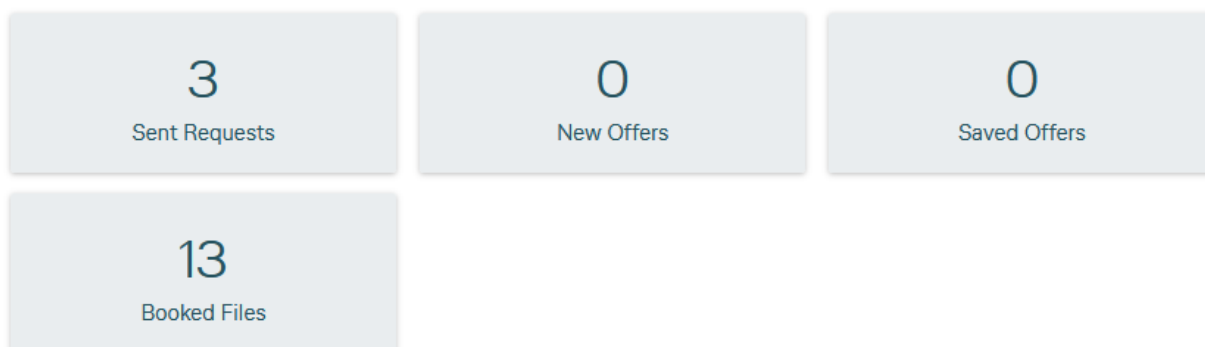 3
Sent Requests
0
New Offers
0
Saved Offers
13
Booked Files